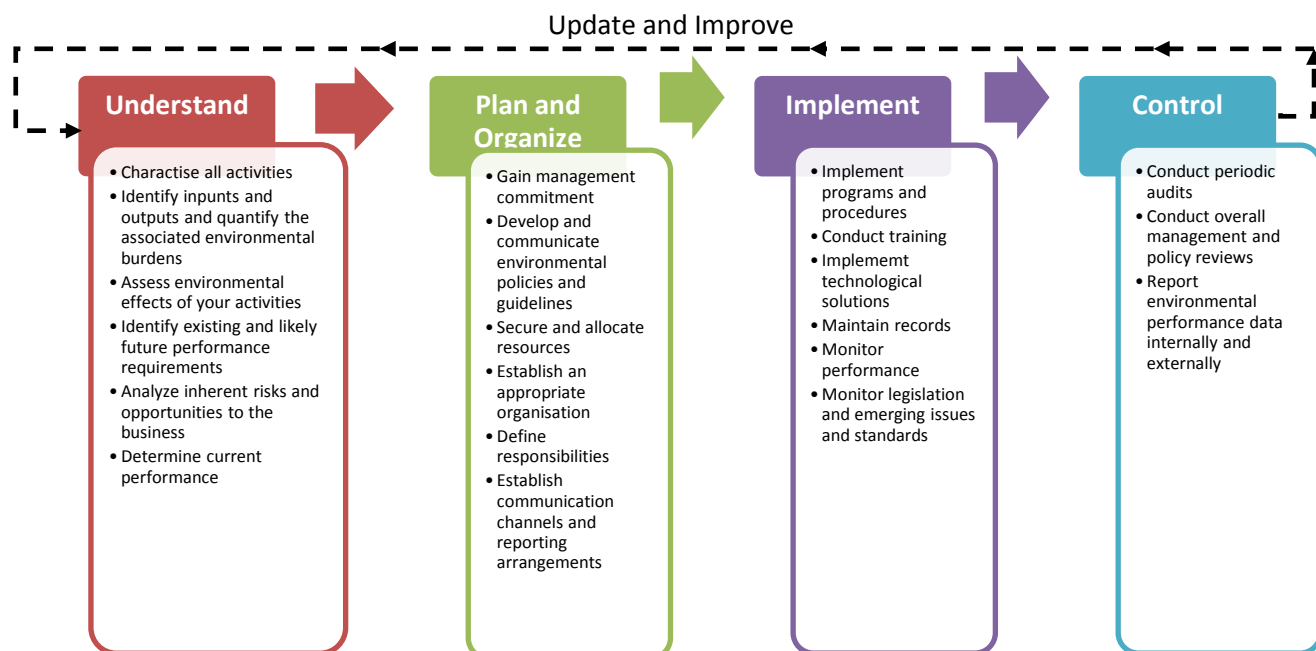 Update and Improve
Understand
• Charactise all activities
• Identify inpunts and
outputs and quantify the
associated environmental
burdens
• Assess environmental
effects of your activities
• Identify existing and likely
future performance
requirements
• Analyze inherent risks and
opportunities to the
business
• Determine current
performance
Plan and
Organize
• Gain management
commitment
• Develop and
communicate
environmental
policies and
guidelines
• Secure and allocate
resources
• Establish an
appropriate
organisation
• Define
responsibilities
• Establish
communication
channels and
reporting
arrangements
Implement
• Implement
programs and
procedures
• Conduct training
• Implememt
technological
solutions
• Maintain records
• Monitor
performance
• Monitor legislation
and emerging issues
and standards
Control
• Conduct periodic
audits
• Conduct overall
management and
policy reviews
• Report
environmental
performance data
internally and
externally